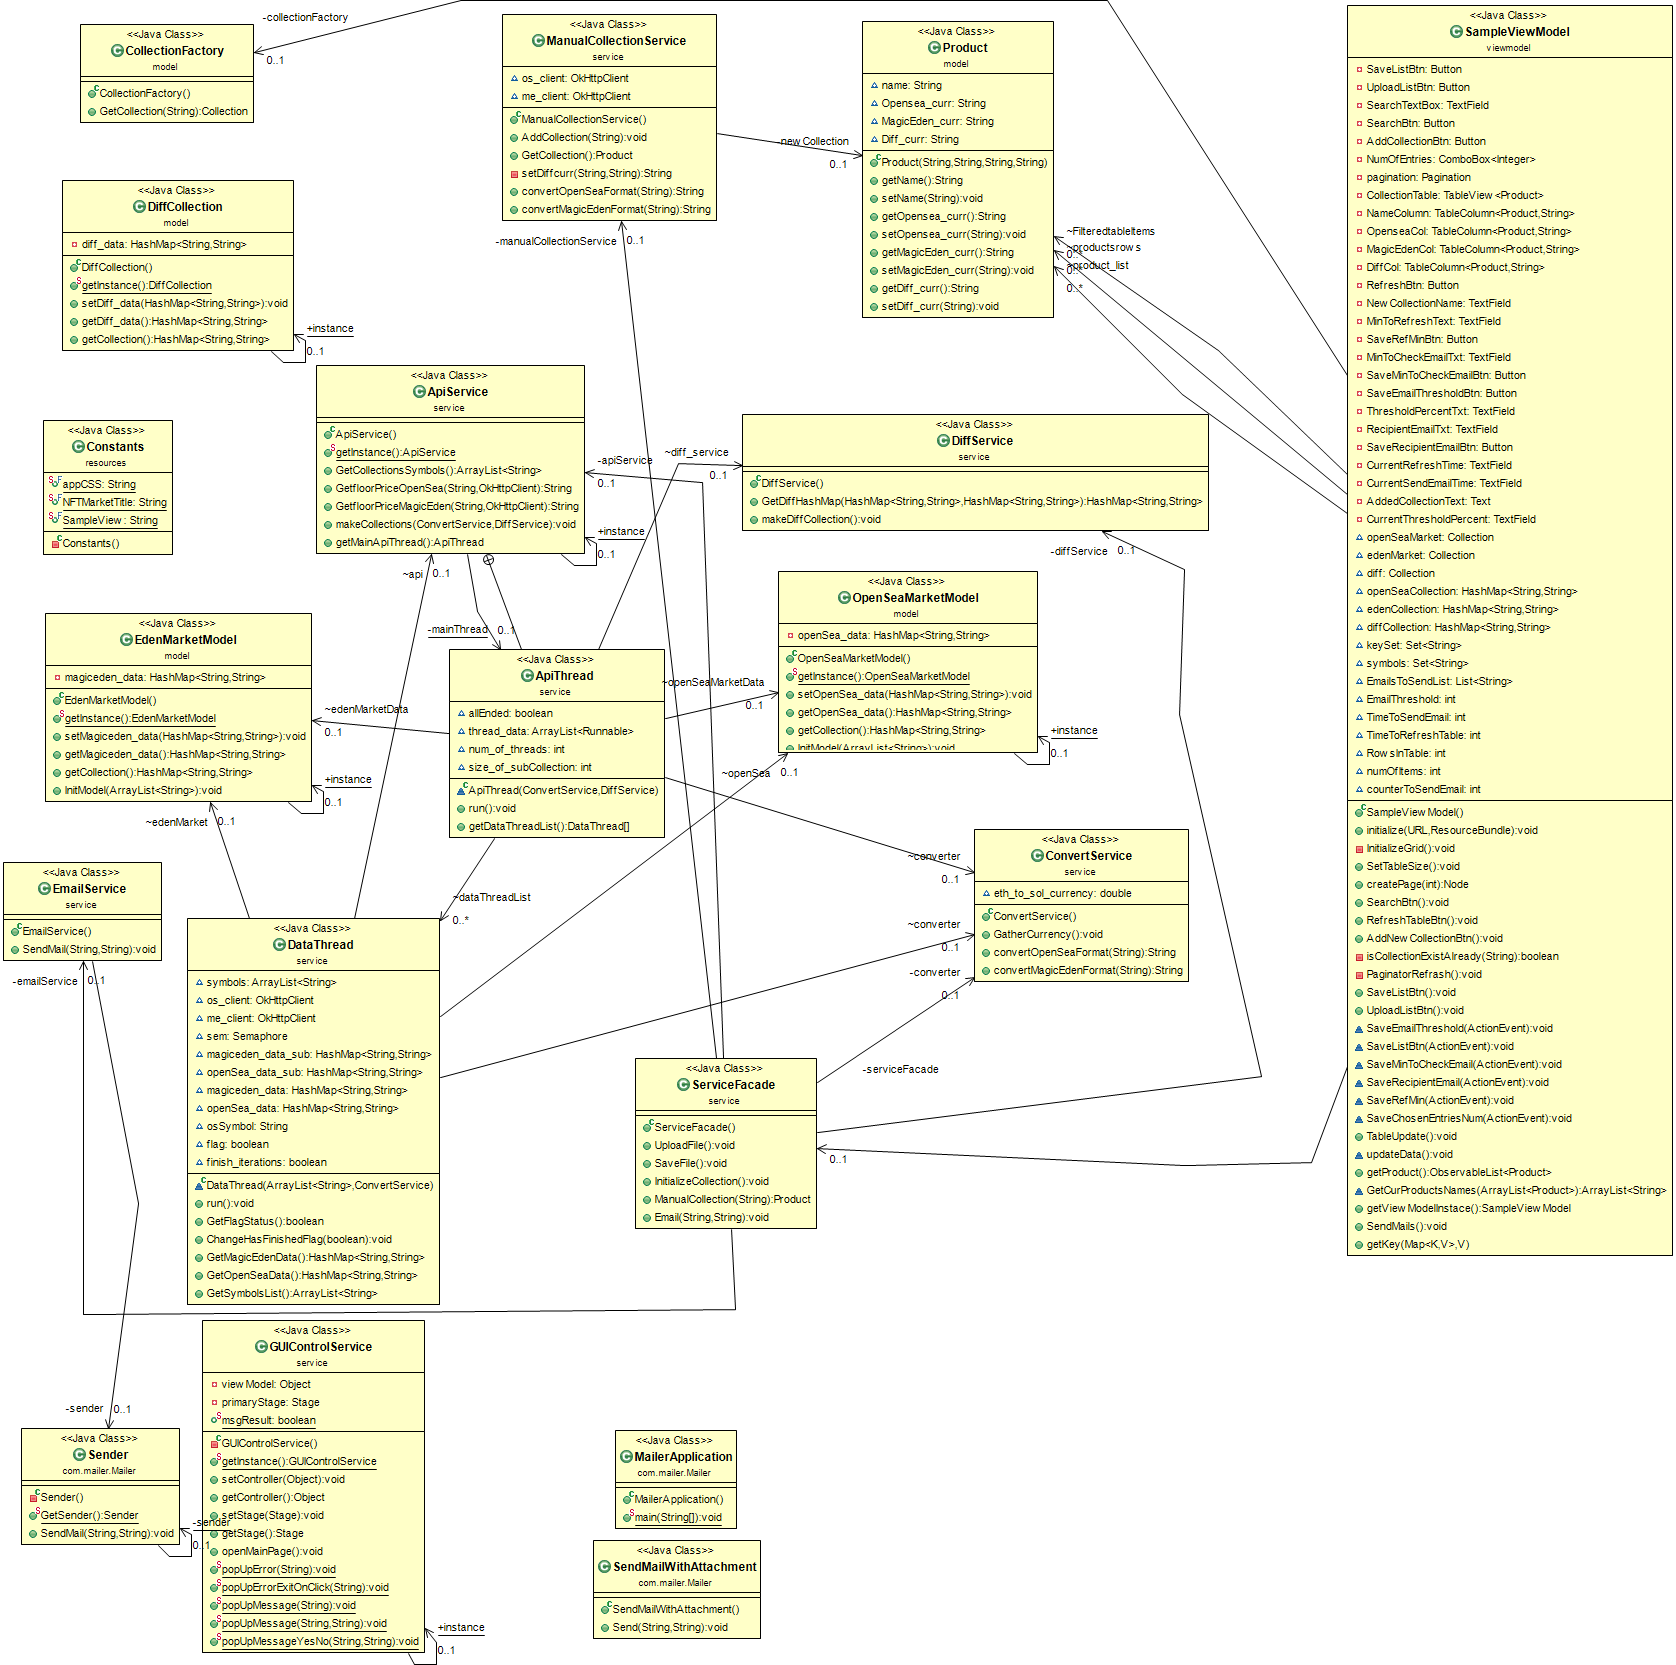 <<Java Class>>
CollectionFactory
model
CollectionFactory()
GetCollection(String):Collection
-collectionFactory
0..1
<<Java Class>>
ManualCollectionService
service
os_client: OkHttpClient
me_client: OkHttpClient
ManualCollectionService()
AddCollection(String):void
GetCollection():Product
setDiffcurr(String,String):String
convertOpenSeaFormat(String):String
convertMagicEdenFormat(String):String
-manualCollectionService
0..1
new Collection
0..1
<<Java Class>>
Product
model
name: String
Opensea_curr: String
MagicEden_curr: String
Diff_curr: String
Product(String,String,String,String)
getName():String
setName(String):void
getOpensea_curr():String
setOpensea_curr(String):void
getMagicEden_curr():String
setMagicEden_curr(String):void
getDiff_curr():String
setDiff_curr(String):void
~FilteredtableItems
0..*
~productsrows
0..*
~product_list
0..*
<<Java Class>>
SampleViewModel
viewmodel
SaveListBtn: Button
UploadListBtn: Button
SearchTextBox: TextField
SearchBtn: Button
AddCollectionBtn: Button
NumOfEntries: ComboBox<Integer>
pagination: Pagination
CollectionTable: TableView<Product>
NameColumn: TableColumn<Product,String>
OpenseaCol: TableColumn<Product,String>
MagicEdenCol: TableColumn<Product,String>
DiffCol: TableColumn<Product,String>
RefreshBtn: Button
NewCollectionName: TextField
MinToRefreshText: TextField
SaveRefMinBtn: Button
MinToCheckEmailTxt: TextField
SaveMinToCheckEmailBtn: Button
SaveEmailThresholdBtn: Button
ThresholdPercentTxt: TextField
RecipientEmailTxt: TextField
SaveRecipientEmailBtn: Button
CurrentRefreshTime: TextField
CurrentSendEmailTime: TextField
AddedCollectionText: Text
CurrentThresholdPercent: TextField
openSeaMarket: Collection
edenMarket: Collection
diff: Collection
openSeaCollection: HashMap<String,String>
edenCollection: HashMap<String,String>
diffCollection: HashMap<String,String>
keySet: Set<String>
symbols: Set<String>
EmailsToSendList: List<String>
EmailThreshold: int
TimeToSendEmail: int
TimeToRefreshTable: int
RowsInTable: int
numOfItems: int
counterToSendEmail: int
SampleViewModel()
initialize(URL,ResourceBundle):void
InitializeGrid():void
SetTableSize():void
createPage(int):Node
SearchBtn():void
RefreshTableBtn():void
AddNewCollectionBtn():void
isCollectionExistAlready(String):boolean
PaginatorRefrash():void
SaveListBtn():void
UploadListBtn():void
SaveEmailThreshold(ActionEvent):void
SaveListBtn(ActionEvent):void
SaveMinToCheckEmail(ActionEvent):void
SaveRecipientEmail(ActionEvent):void
SaveRefMin(ActionEvent):void
SaveChosenEntriesNum(ActionEvent):void
TableUpdate():void
updateData():void
getProduct():ObservableList<Product>
GetCurProductsNames(ArrayList<Product>):ArrayList<String>
getViewModelInstace():SampleViewModel
SendMails():void
getKey(Map<K,V>,V)
<<Java Class>>
DiffCollection
model
diff_data: HashMap<String,String>
DiffCollection()
getInstance():DiffCollection
setDiff_data(HashMap<String,String>):void
getDiff_data():HashMap<String,String>
getCollection():HashMap<String,String>
+instance
0..1
<<Java Class>>
Constants
resources
appCSS: String
NFTMarketTitle: String
SampleView: String
Constants()
<<Java Class>>
ApiService
service
ApiService()
getInstance():ApiService
GetCollectionsSymbols():ArrayList<String>
GetfloorPriceOpenSea(String,OkHttpClient):String
GetfloorPriceMagicEden(String,OkHttpClient):String
makeCollections(ConvertService,DiffService):void
getMainApiThread():ApiThread
-apiService
0..1
+instance
0..1
~api
0..1
-mainThread
0..1
<<Java Class>>
DiffService
service
DiffService()
GetDiffHashMap(HashMap<String,String>,HashMap<String,String>):HashMap<String,String>
makeDiffCollection():void
~diff_service
0..1
-diffService
0..1
<<Java Class>>
EdenMarketModel
model
magiceden_data: HashMap<String,String>
EdenMarketModel()
getInstance():EdenMarketModel
setMagiceden_data(HashMap<String,String>):void
getMagiceden_data():HashMap<String,String>
getCollection():HashMap<String,String>
InitModel(ArrayList<String>):void
~edenMarketData
0..1
+instance
0..1
~edenMarket
0..1
<<Java Class>>
ApiThread
service
allEnded: boolean
thread_data: ArrayList<Runnable>
num_of_threads: int
size_of_subCollection: int
ApiThread(ConvertService,DiffService)
run():void
getDataThreadList():DataThread[]
~dataThreadList
0..*
<<Java Class>>
OpenSeaMarketModel
model
openSea_data: HashMap<String,String>
OpenSeaMarketModel()
getInstance():OpenSeaMarketModel
setOpenSea_data(HashMap<String,String>):void
getOpenSea_data():HashMap<String,String>
getCollection():HashMap<String,String>
InitModel(ArrayList<String>):void
~openSeaMarketData
0..1
+instance
0..1
~openSea
0..1
<<Java Class>>
ConvertService
service
eth_to_sol_currency: double
ConvertService()
GatherCurrency():void
convertOpenSeaFormat(String):String
convertMagicEdenFormat(String):String
~converter
0..1
~converter
0..1
-converter
0..1
<<Java Class>>
EmailService
service
EmailService()
SendMail(String,String):void
-emailService
0..1
<<Java Class>>
DataThread
service
symbols: ArrayList<String>
os_client: OkHttpClient
me_client: OkHttpClient
sem: Semaphore
magiceden_data_sub: HashMap<String,String>
openSea_data_sub: HashMap<String,String>
magiceden_data: HashMap<String,String>
openSea_data: HashMap<String,String>
osSymbol: String
flag: boolean
finish_iterations: boolean
DataThread(ArrayList<String>,ConvertService)
run():void
GetFlagStatus():boolean
ChangeHasFinishedFlag(boolean):void
GetMagicEdenData():HashMap<String,String>
GetOpenSeaData():HashMap<String,String>
GetSymbolsList():ArrayList<String>
<<Java Class>>
ServiceFacade
service
ServiceFacade()
UploadFile():void
SaveFile():void
InitializeCollection():void
ManualCollection(String):Product
Email(String,String):void
-serviceFacade
0..1
<<Java Class>>
GUIControlService
service
viewModel: Object
primaryStage: Stage
msgResult: boolean
GUIControlService()
getInstance():GUIControlService
setController(Object):void
getController():Object
setStage(Stage):void
getStage():Stage
openMainPage():void
popUpError(String):void
popUpErrorExitOnClick(String):void
popUpMessage(String):void
popUpMessage(String,String):void
popUpMessageYesNo(String,String):void
+instance
0..1
-sender
0..1
<<Java Class>>
Sender
com.mailer.Mailer
Sender()
GetSender():Sender
SendMail(String,String):void
-sender
0..1
<<Java Class>>
MailerApplication
com.mailer.Mailer
MailerApplication()
main(String[]):void
<<Java Class>>
SendMailWithAttachment
com.mailer.Mailer
SendMailWithAttachment()
Send(String,String):void